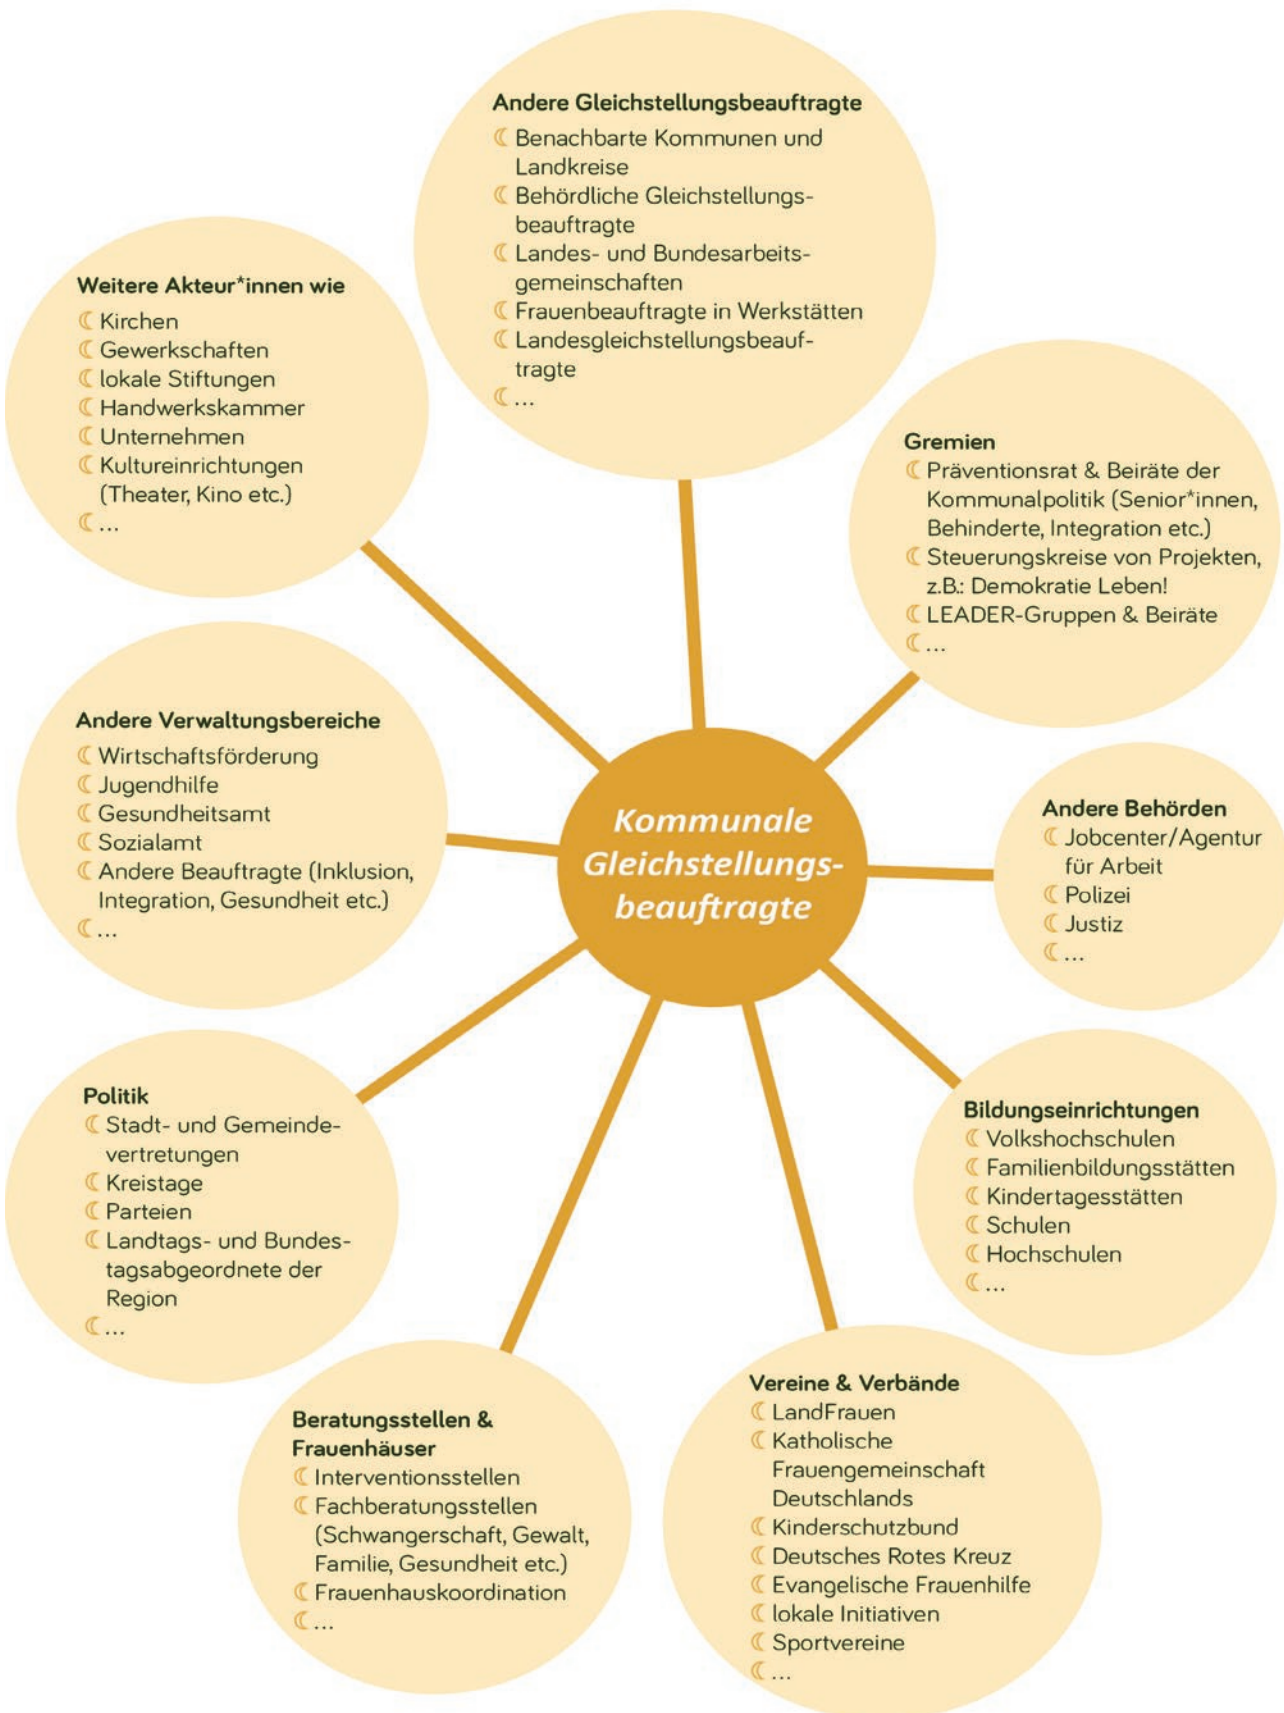 Andere Gleichstellungsbeauftragte
Benachbarte Kommunen und
Landkreise
Behördliche Gleichstellungs-
beauftragte
Landes- und Bundesarbeits-
gemeinschaften
Frauenbeauftragte in Werkstätten
Landesgleichstellungsbeauf-
tragte
...
Weitere Akteur*innen wie
Kirchen
Gewerkschaften
lokale Stiftungen
Handwerkskammer
Unternehmen
Kultureinrichtungen
(Theater, Kino etc.)
...
Gremien
Präventionsrat & Beiräte der
Kommunalpolitik (Senior*innen,
Behinderte, Integration etc.)
Steuerungskreise von Projekten,
z.B.: Demokratie Leben!
LEADER-Gruppen & Beiräte
...
Andere Verwaltungsbereiche
Wirtschaftsförderung
Jugendhilfe
Gesundheitsamt
Sozialamt
Andere Beauftragte (Inklusion,
Integration, Gesundheit etc.)
...
Kommunale
Gleichstellungs-
beauftragte
Andere Behörden
Jobcenter/Agentur
für Arbeit
Polizei
Justiz
...
Politik
Stadt- und Gemeinde-
vertretungen
Kreistage
Parteien
Landtags- und Bundes-
tagsabgeordnete der
Region
...
Bildungseinrichtungen
Volkshochschulen
Familienbildungsstätten
Kindertagesstätten
Schulen
Hochschulen
...
Beratungsstellen &
Frauenhäuser
Interventionsstellen
Fachberatungsstellen
(Schwangerschaft, Gewalt,
Familie, Gesundheit etc.)
Frauenhauskoordination
...
Vereine & Verbände
LandFrauen
Katholische
Frauengemeinschaft
Deutschlands
Kinderschutzbund
Deutsches Rotes Kreuz
Evangelische Frauenhilfe
lokale Initiativen
Sportvereine
...